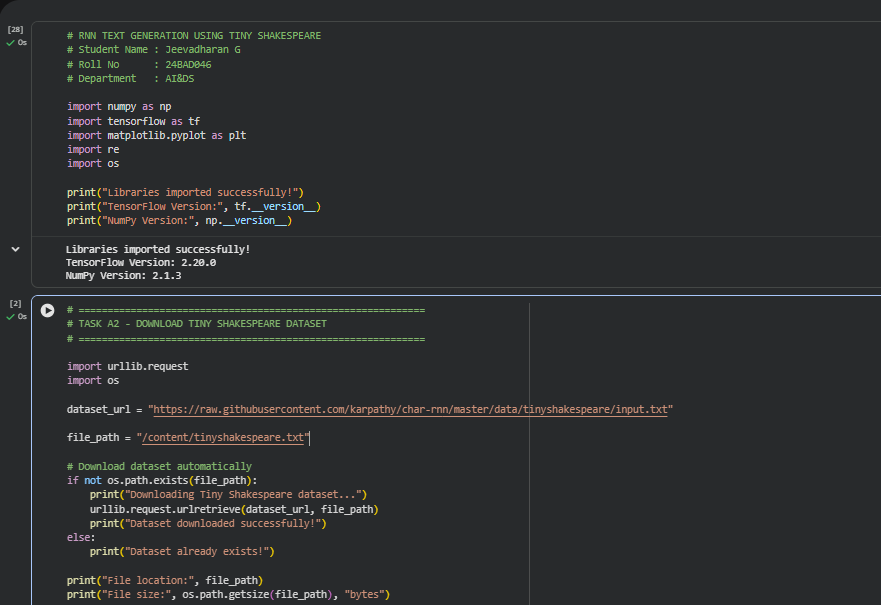 [28]
0s
# RNN TEXT GENERATION USING TINY SHAKESPEARE
# Student Name : Jeevadharan G
# Roll No      : 24BAD046
# Department   : AI&DS
import numpy as np
import tensorflow as tf
import matplotlib.pyplot as plt
import re
import os
print("Libraries imported successfully!")
print("TensorFlow Version:", tf.__version__)
print("NumPy Version:", np.__version__)
Libraries imported successfully!
TensorFlow Version: 2.20.0
NumPy Version: 2.1.3
[2]
0s
# ============================================================
# TASK A2 - DOWNLOAD TINY SHAKESPEARE DATASET
# ============================================================
import urllib.request
import os
dataset_url = "https://raw.githubusercontent.com/karpathy/char-rnn/master/data/tinyshakespeare/input.txt"
file_path = "/content/tinyshakespeare.txt"
# Download dataset automatically
if not os.path.exists(file_path):
    print("Downloading Tiny Shakespeare dataset...")
    urllib.request.urlretrieve(dataset_url, file_path)
    print("Dataset downloaded successfully!")
else:
    print("Dataset already exists!")
print("File location:", file_path)
print("File size:", os.path.getsize(file_path), "bytes")